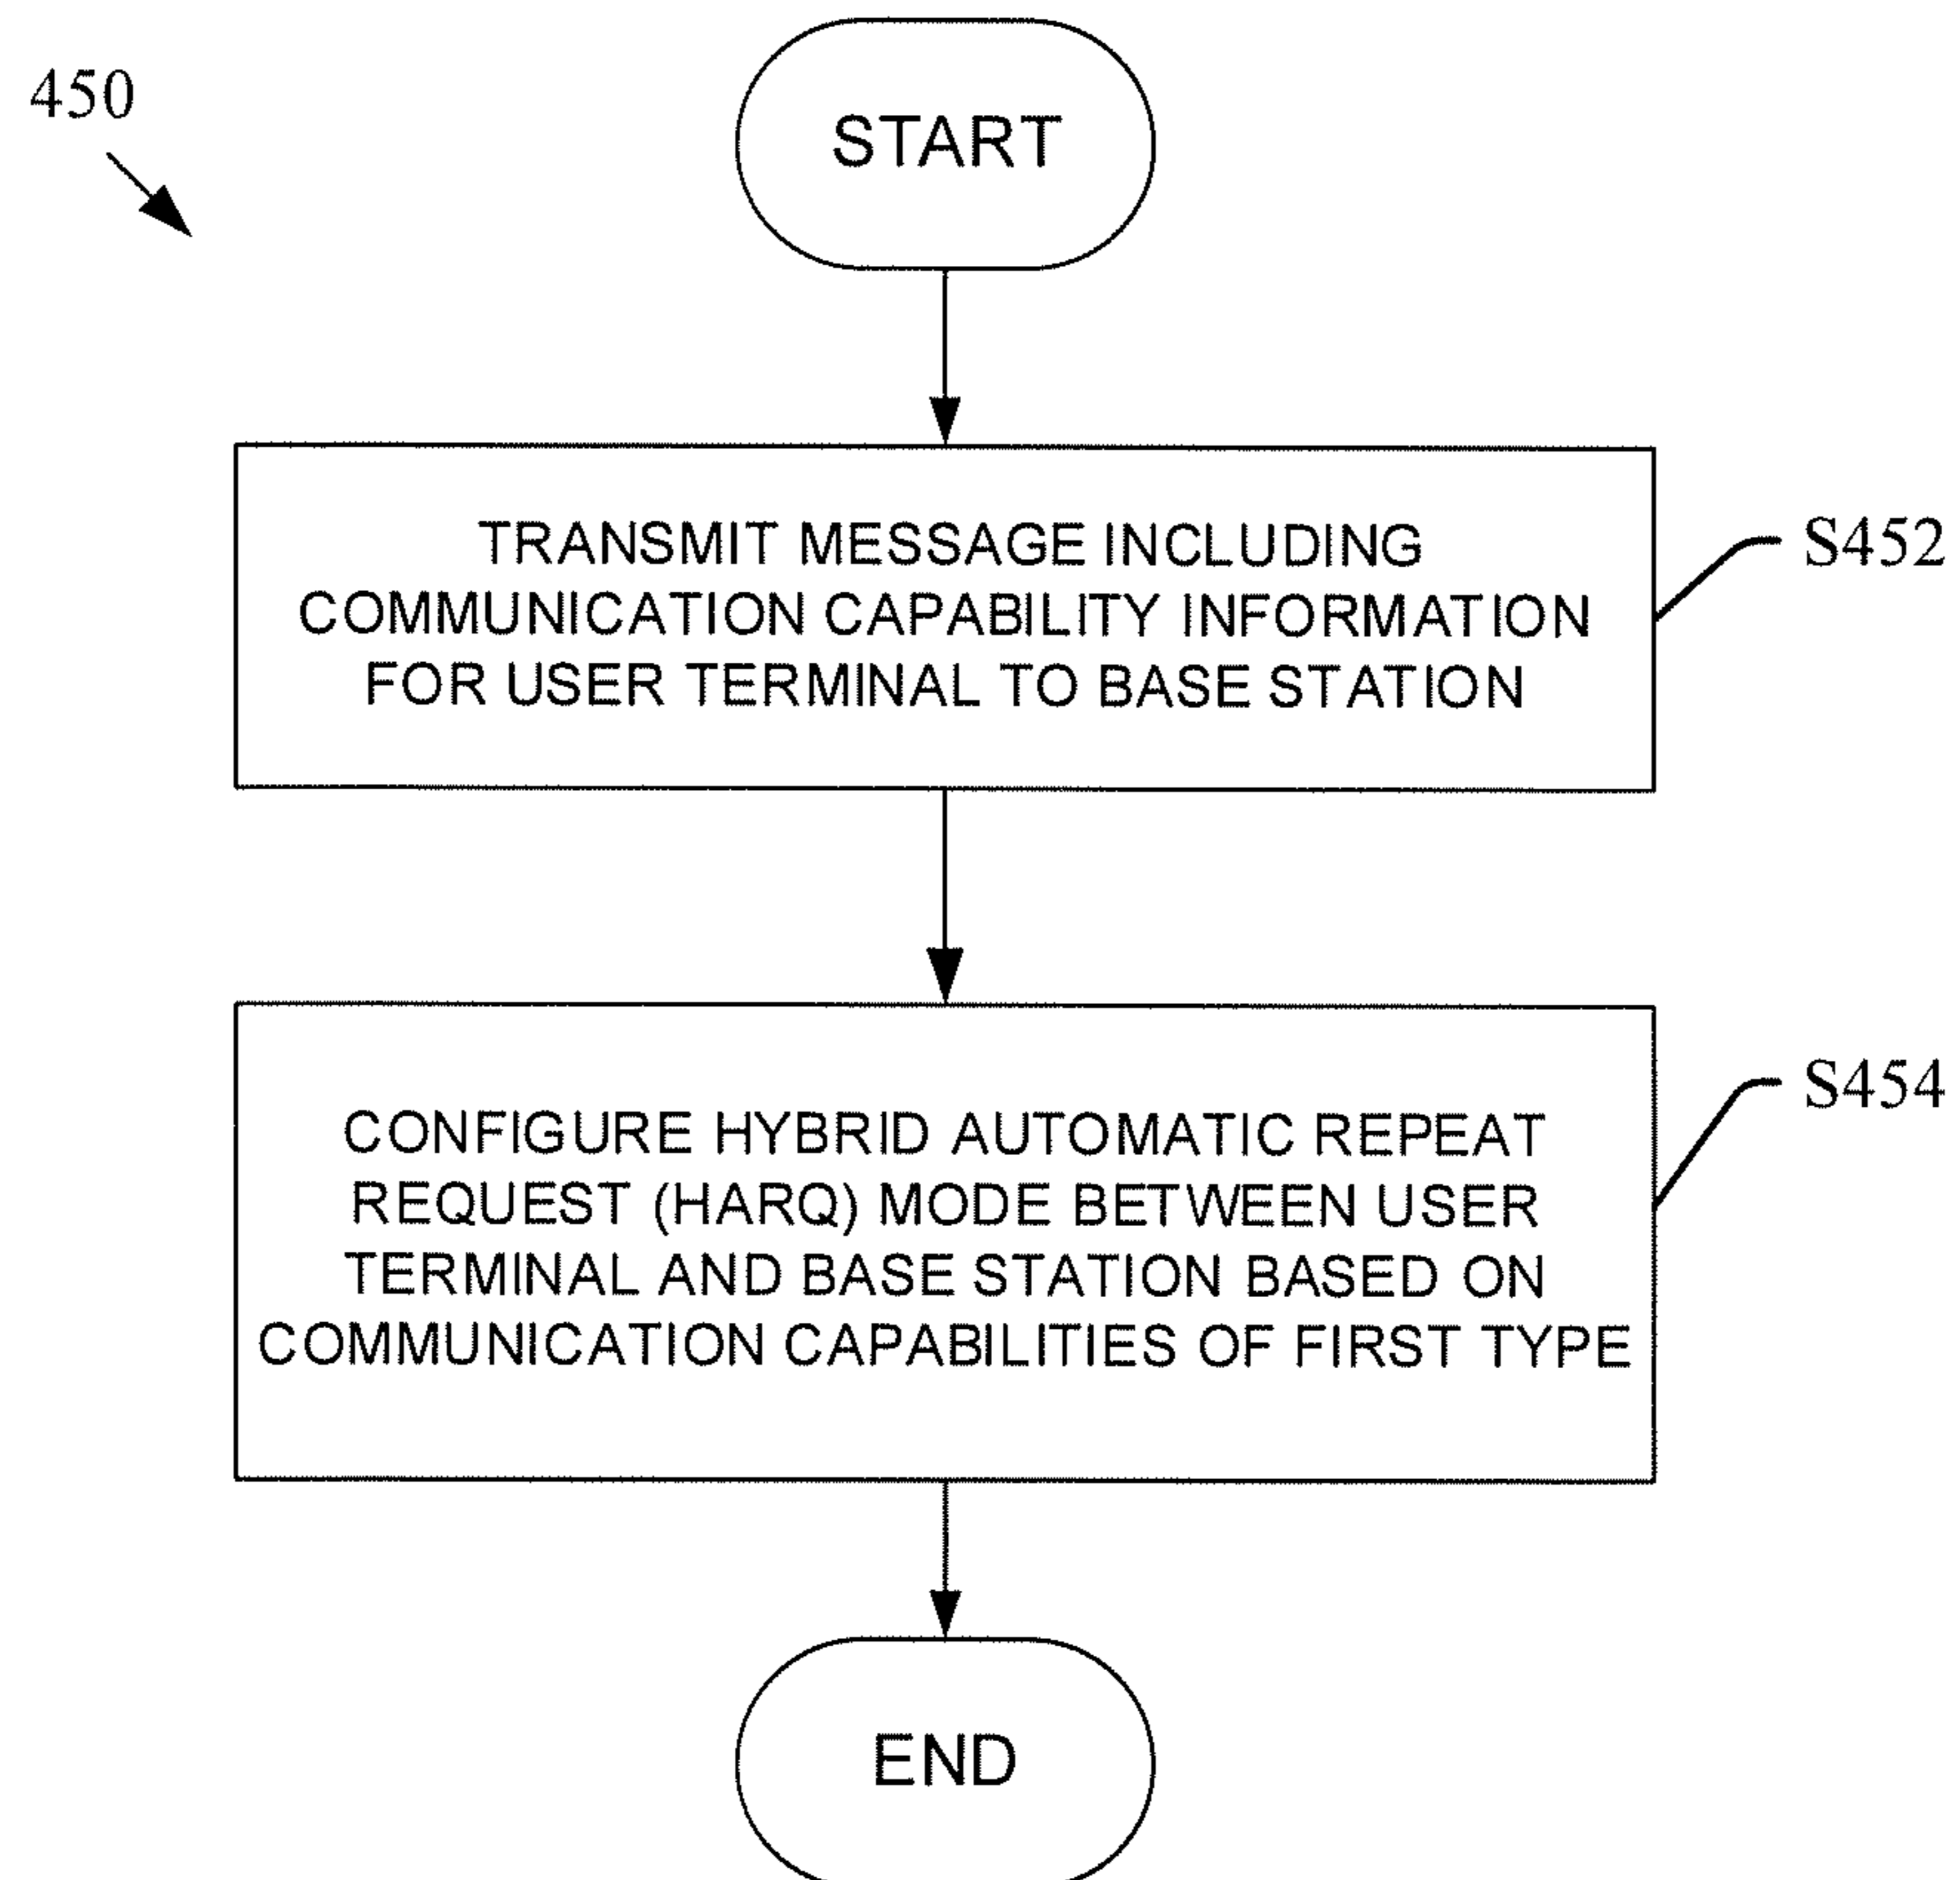 450
START
TRANSMIT MESSAGE INCLUDING
COMMUNICATION CAPABILITY INFORMATION
FOR USER TERMINAL TO BASE STATION
S452
CONFIGURE HYBRID AUTOMATIC REPEAT
REQUEST (HARQ) MODE BETWEEN USER
TERMINAL AND BASE STATION BASED ON
COMMUNICATION CAPABILITIES OF FIRST TYPE
S454
END